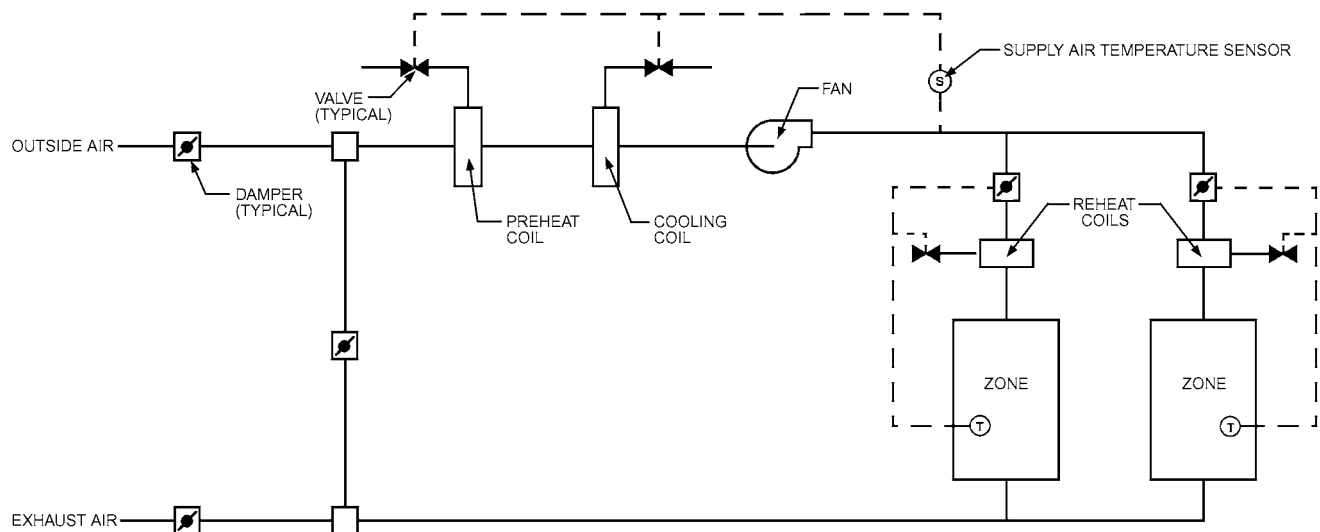 SUPPLY AIR TEMPERATURE SENSOR
S
FAN
VALVE
(TYPICAL)
OUTSIDE AIR
DAMPER
(TYPICAL)
PREHEAT
COIL
COOLING
COIL
REHEAT
COILS
ZONE
ZONE
T
T
EXHAUST AIR